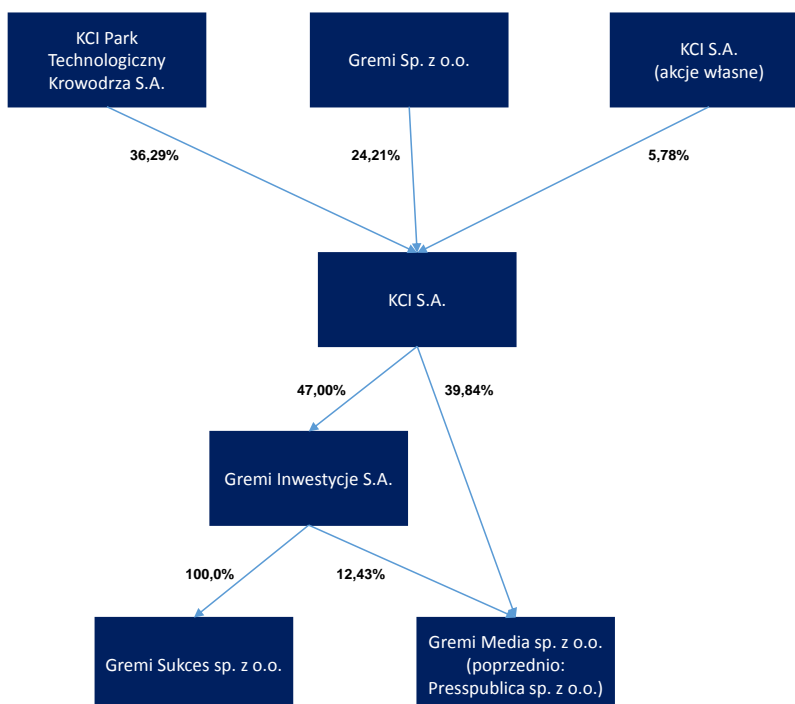 KCI Park
Technologiczny
Krowodrza S.A.
Gremi Sp. z o.o.
KCI S.A.
(akcje własne)
36,29%
24,21%
5,78%
KCI S.A.
47,00%
39,84%
Gremi Inwestycje S.A.
100,0%
12,43%
Gremi Sukces sp. z o.o.
Gremi Media sp. z o.o.
(poprzednio:
Presspublica sp. z o.o.)